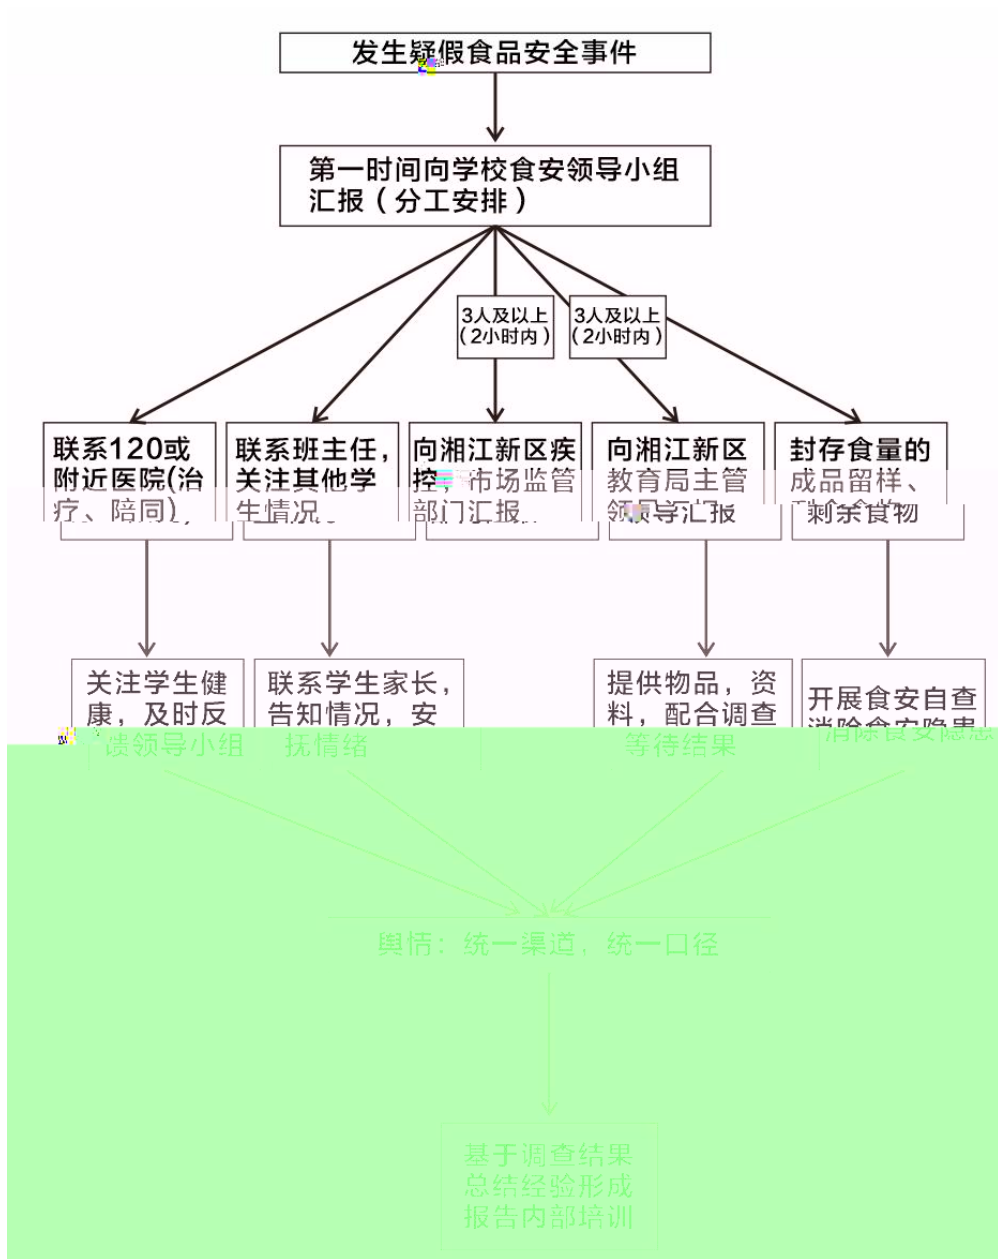 发生疑假食品安全事件
第一时间向学校食安领导小组
汇报（分工安排）
3人及以上
（2小时内）
3人及以上
（2小时内）
联系120或
附近医院(治
疗、陪同)
联系班主任，
关注其他学
生情况。
向湘江新区疾
控，市场监管
部门汇报
向湘江新区
教育局主管
领导汇报
封存食量的
成品留样、
剩余食物
关注学生健
康，及时反
馈领导小组
联系学生家长，
告知情况，安
抚情绪
提供物品，资
料，配合调查
等待结果
开展食安自查
消除食安隐患
舆情：统一渠道，统一口径
基于调查结果
总结经验形成
报告内部培训